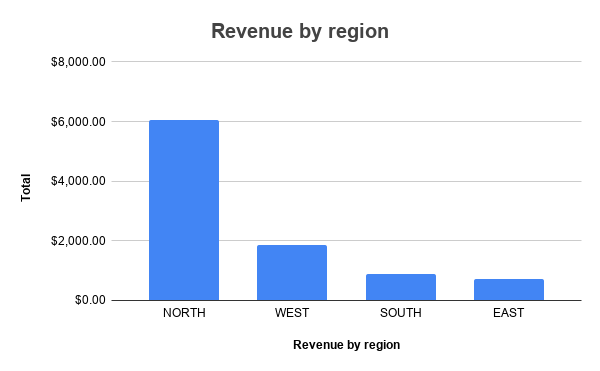 Revenue by region
$8,000.00
$6,000.00
$4,000.00
$2,000.00
$0.00
Total
NORTH WEST SOUTH EAST
Revenue by region